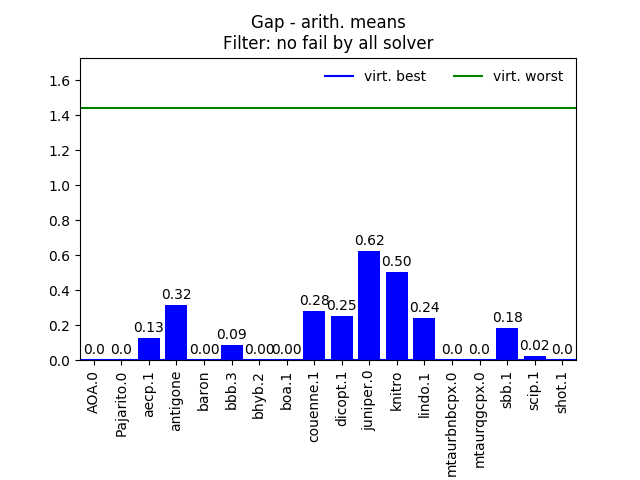 Gap - arith. means
Filter: no fail by all solver
virt. best
virt. worst
1.6
1.4
1.2
1.0
0.8
0.6
0.4
0.2
0.0
0.0
0.0
0.13
0.32
0.00
0.09
0.00
0.00
0.28
0.25
0.62
0.50
0.24
0.0
0.0
0.18
0.02
0.0
AOA.0
Pajarito.0
aecp.1
antigone
baron
bbb.3
bhyb.2
boa.1
couenne.1
dicopt.1
juniper.0
knitro
lindo.1
mtaurbnbcpx.0
mtaurqgcpx.0
sbb.1
scip.1
shot.1